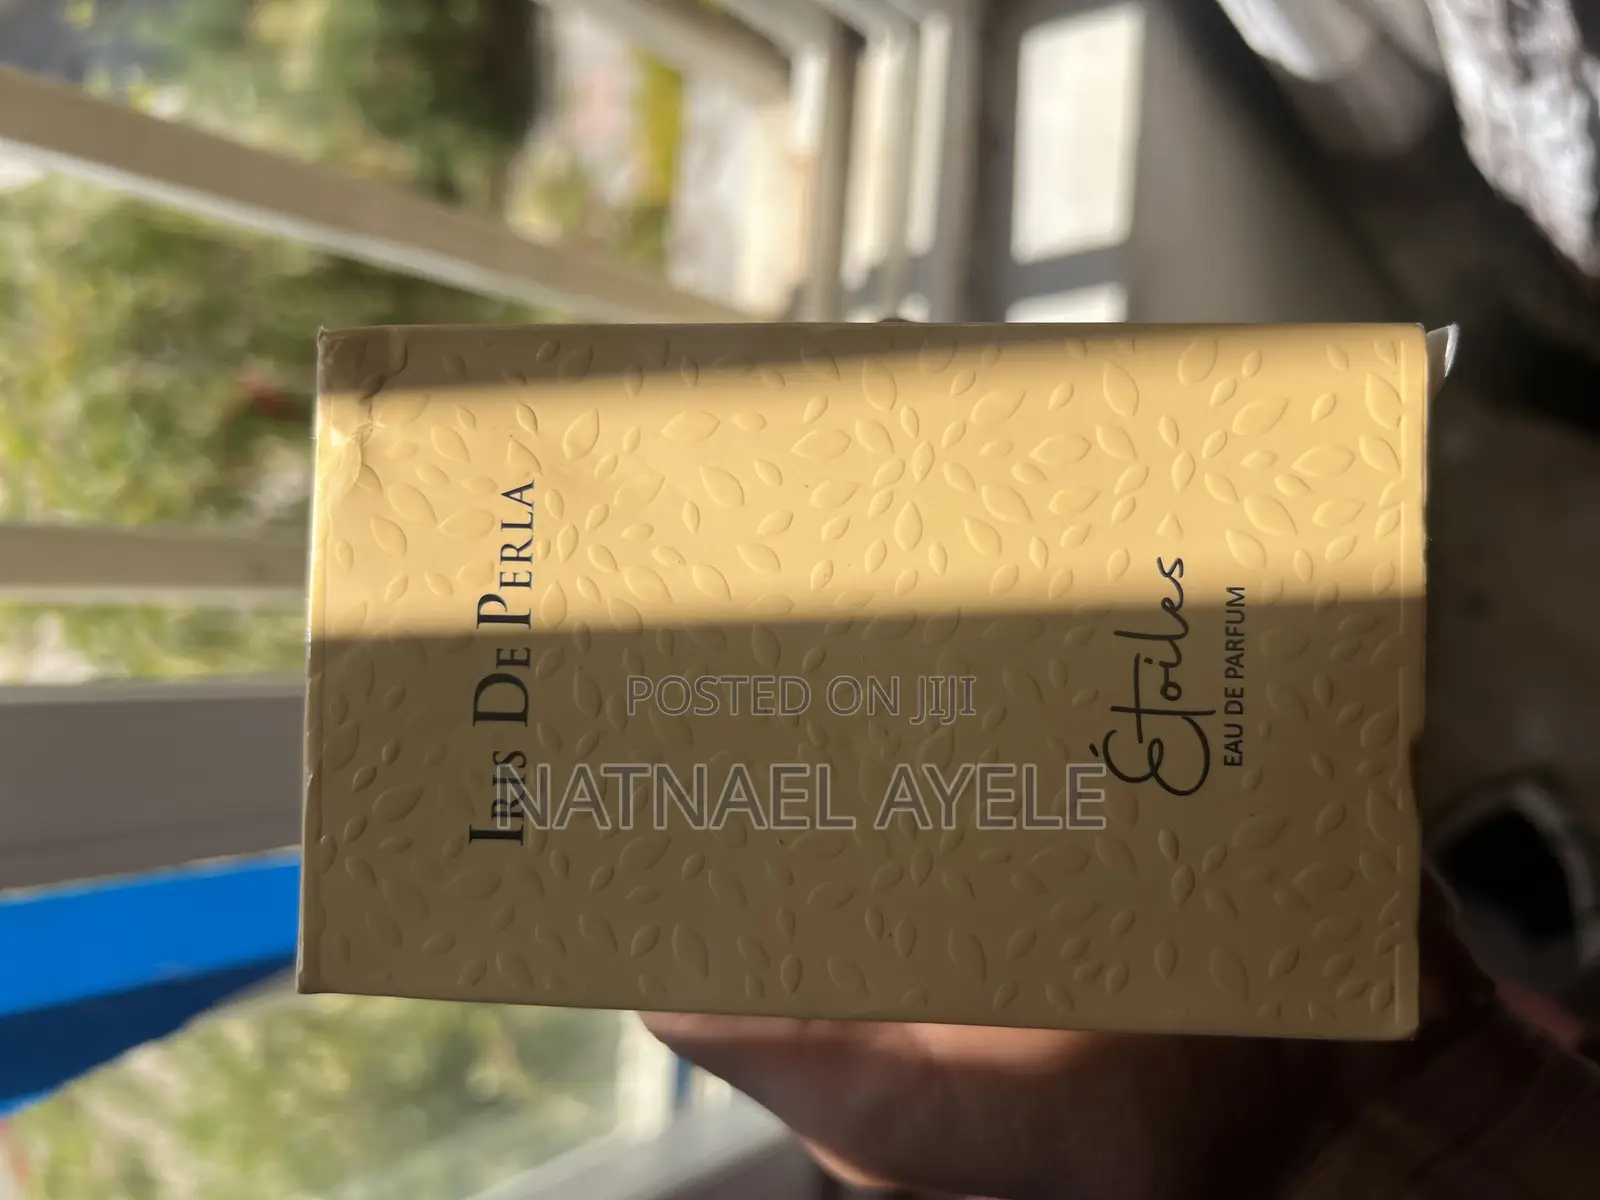 Iris De Perla
Étoiles
EAU DE PARFUM
POSTED ON JIJI
NATNAEL AYELE